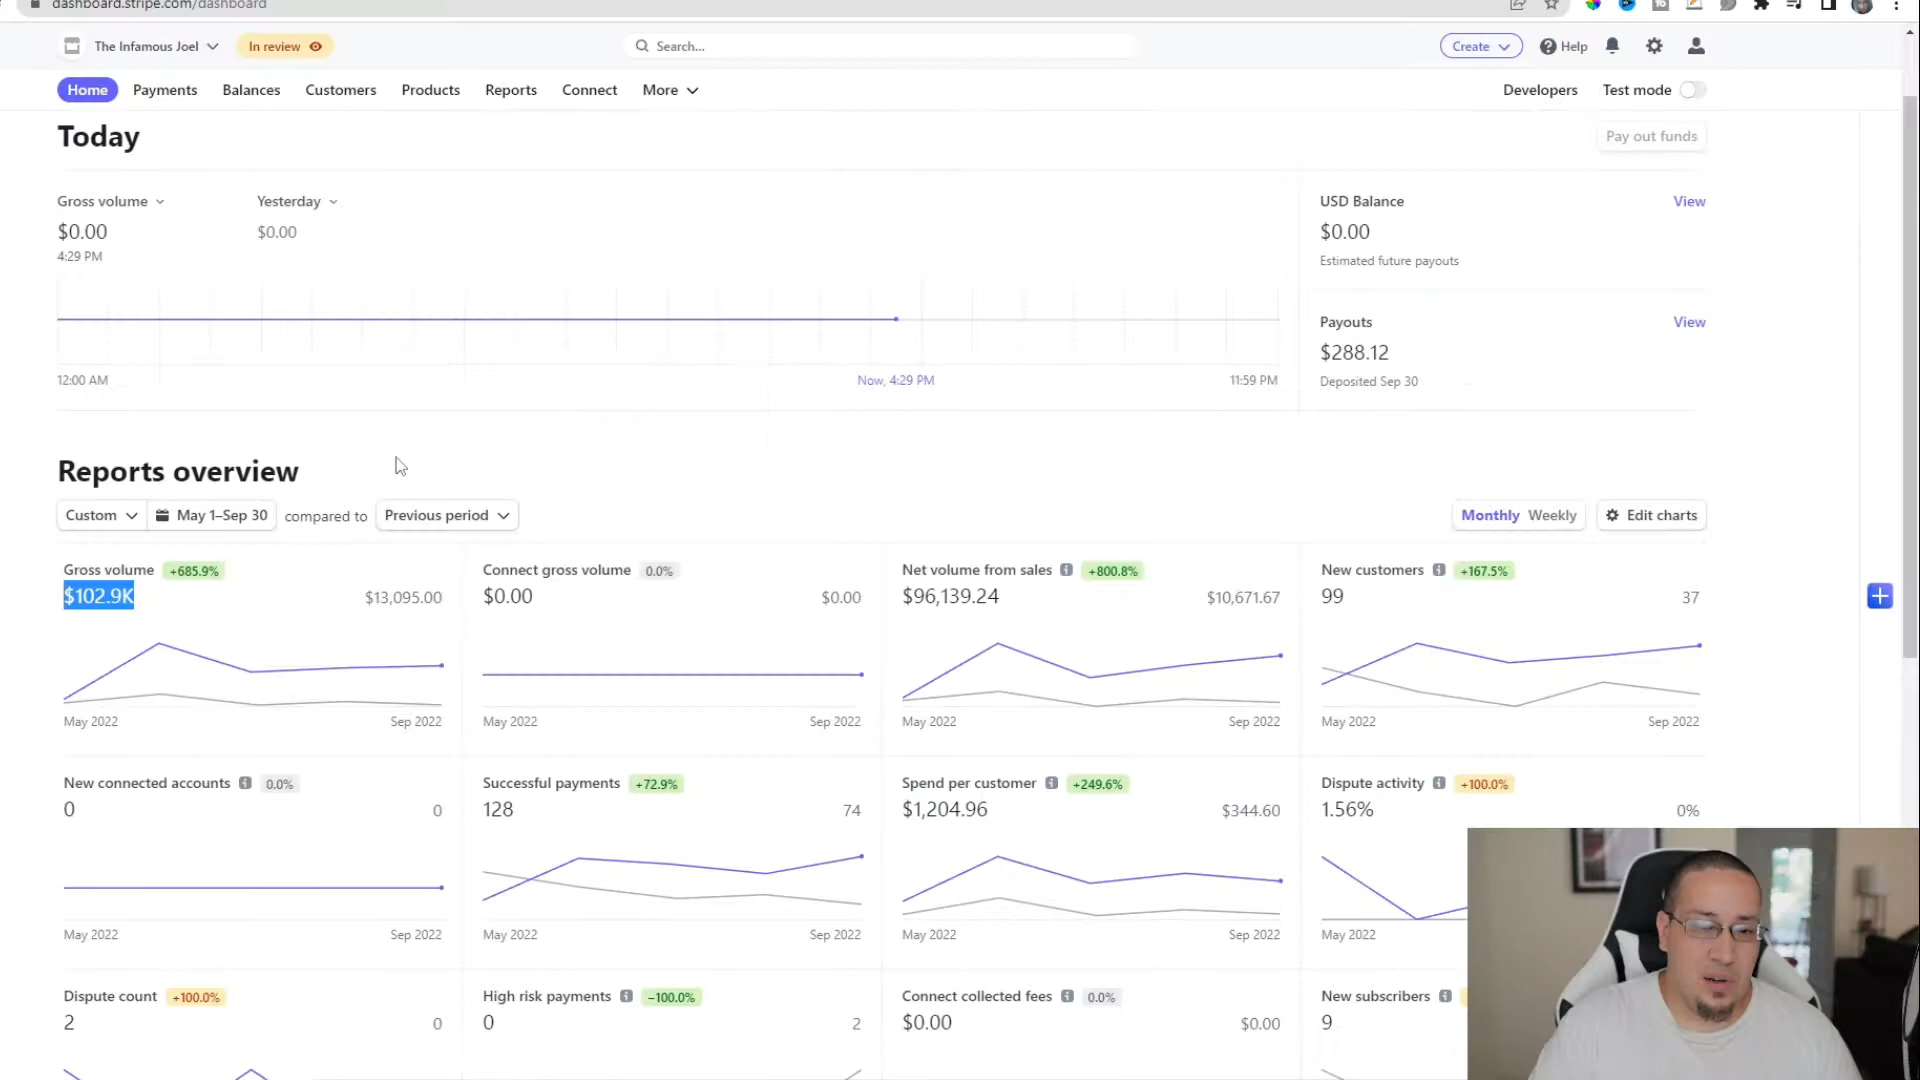 dashboard.stripe.com/dashboard
The Infamous Joel
In review
Search...
Create
Help
Home
Payments
Balances
Customers
Products
Reports
Connect
More
Developers
Test mode
Today
Pay out funds
Gross volume
Yesterday
$0.00
$0.00
4:29 PM
12:00 AM
Now, 4:29 PM
11:59 PM
USD Balance
View
$0.00
Estimated future payouts
Payouts
View
$288.12
Deposited Sep 30
Reports overview
Custom
May 1–Sep 30
compared to
Previous period
Monthly
Weekly
Edit charts
Gross volume
+685.9%
$102.9K
$13,095.00
May 2022
Sep 2022
Connect gross volume
0.0%
$0.00
$0.00
May 2022
Sep 2022
Net volume from sales
+800.8%
$96,139.24
$10,671.67
May 2022
Sep 2022
New customers
+167.5%
99
37
May 2022
Sep 2022
New connected accounts
0.0%
0
0
May 2022
Sep 2022
Successful payments
+72.9%
128
74
May 2022
Sep 2022
Spend per customer
+249.6%
$1,204.96
$344.60
May 2022
Sep 2022
Dispute activity
+100.0%
1.56%
0%
May 2022
Dispute count
+100.0%
2
0
High risk payments
−100.0%
0
2
Connect collected fees
0.0%
$0.00
$0.00
New subscribers
9